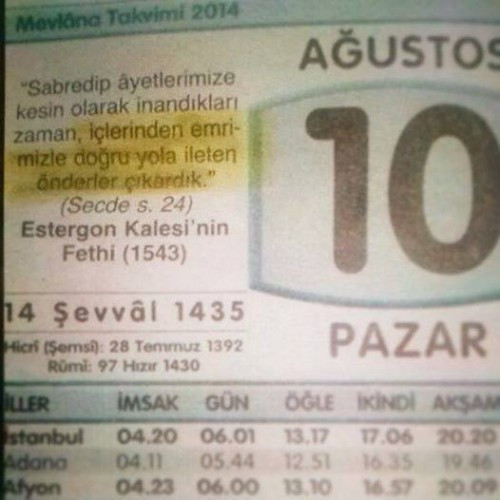 Mevlâna Takvimi 2014
AĞUSTOS
10
PAZAR
"Sabredip âyetlerimize
kesin olarak inandıkları
zaman, içlerinden emri-
mizle doğru yola ileten
önderler çıkardık."
(Secde s. 24)
Estergon Kalesi'nin
Fethi (1543)
14 Şevvâl 1435
Hicrî (Şemsî): 28 Temmuz 1392
Rûmî: 97 Hızır 1430
İLLER İMSAK GÜN ÖĞLE İKİNDİ AKŞAM
İstanbul 04.20 06.01 13.17 17.06 20.20
Adana 04.11 05.44 12.51 16.35 19.46
Afyon 04.23 06.00 13.10 16.57 20.09